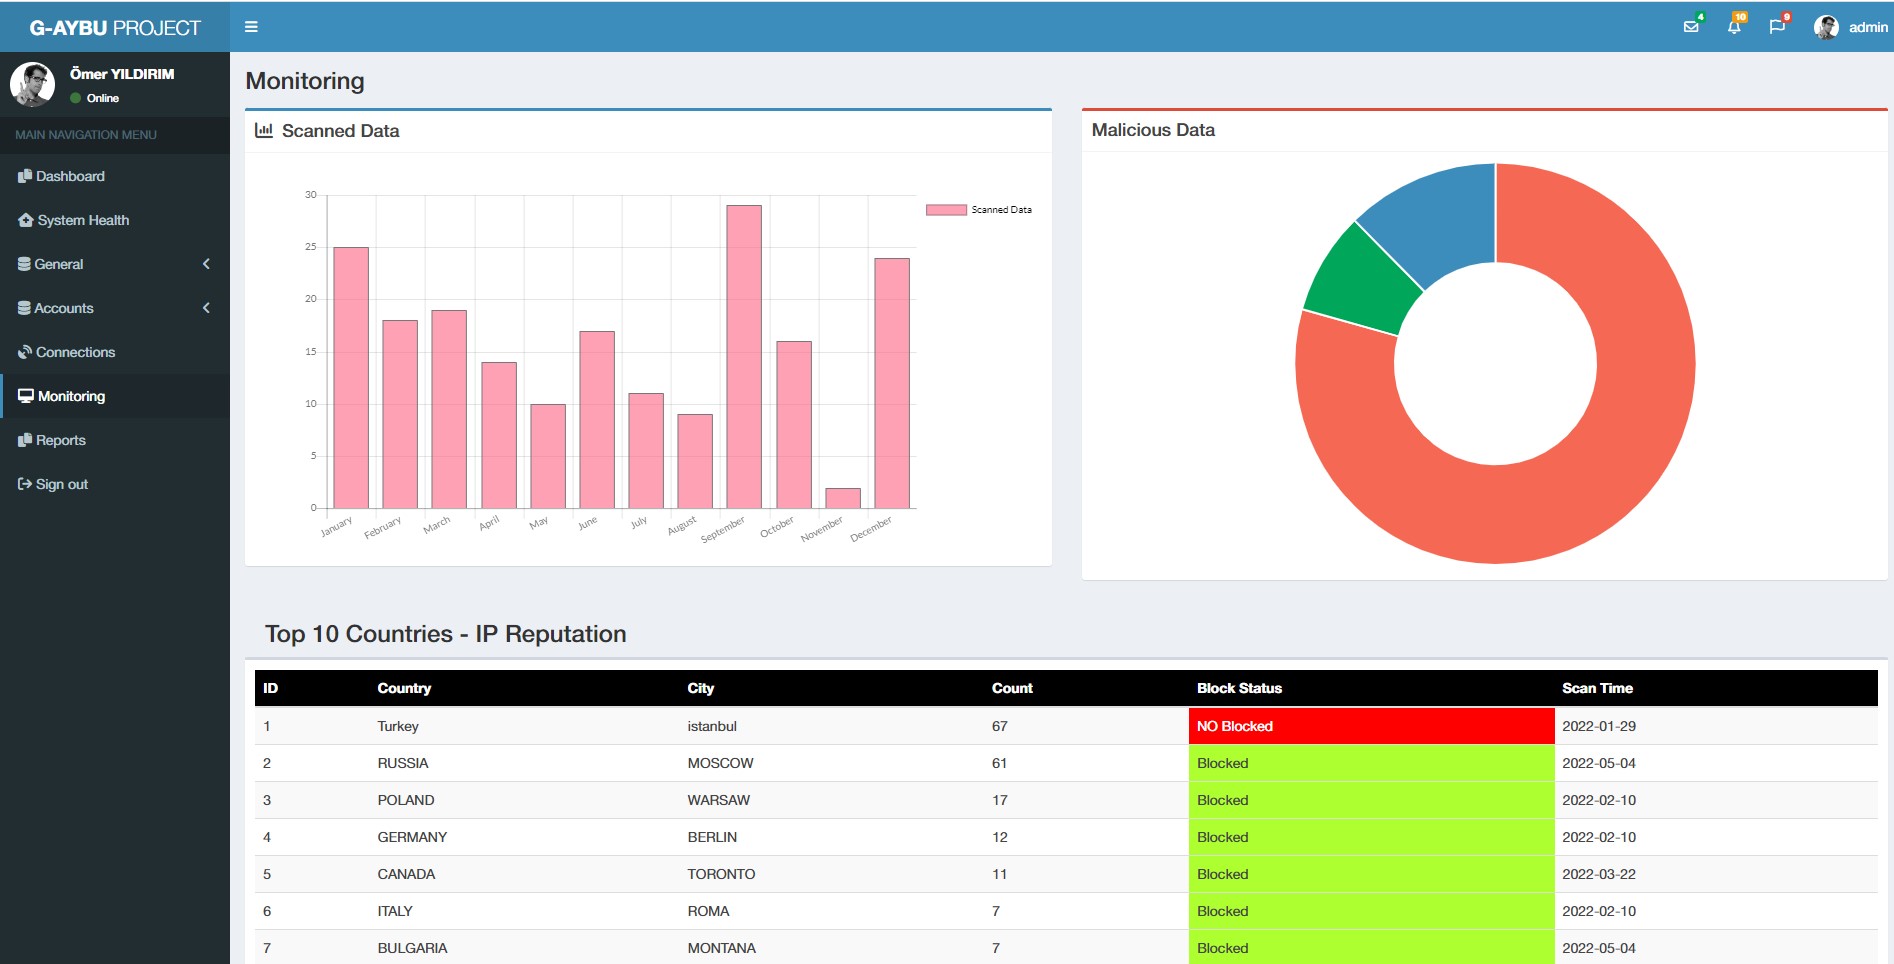 G-AYBU PROJECT
4
10
9
admin
Ömer YILDIRIM
Online
MAIN NAVIGATION MENU
Dashboard
System Health
General
Accounts
Connections
Monitoring
Reports
Sign out
Monitoring
Scanned Data
30
25
20
15
10
5
0
January
February
March
April
May
June
July
August
September
October
November
December
Scanned Data
Malicious Data
Top 10 Countries - IP Reputation
ID Country City Count Block Status Scan Time
1 Turkey istanbul 67 NO Blocked 2022-01-29
2 RUSSIA MOSCOW 61 Blocked 2022-05-04
3 POLAND WARSAW 17 Blocked 2022-02-10
4 GERMANY BERLIN 12 Blocked 2022-02-10
5 CANADA TORONTO 11 Blocked 2022-03-22
6 ITALY ROMA 7 Blocked 2022-02-10
7 BULGARIA MONTANA 7 Blocked 2022-05-04